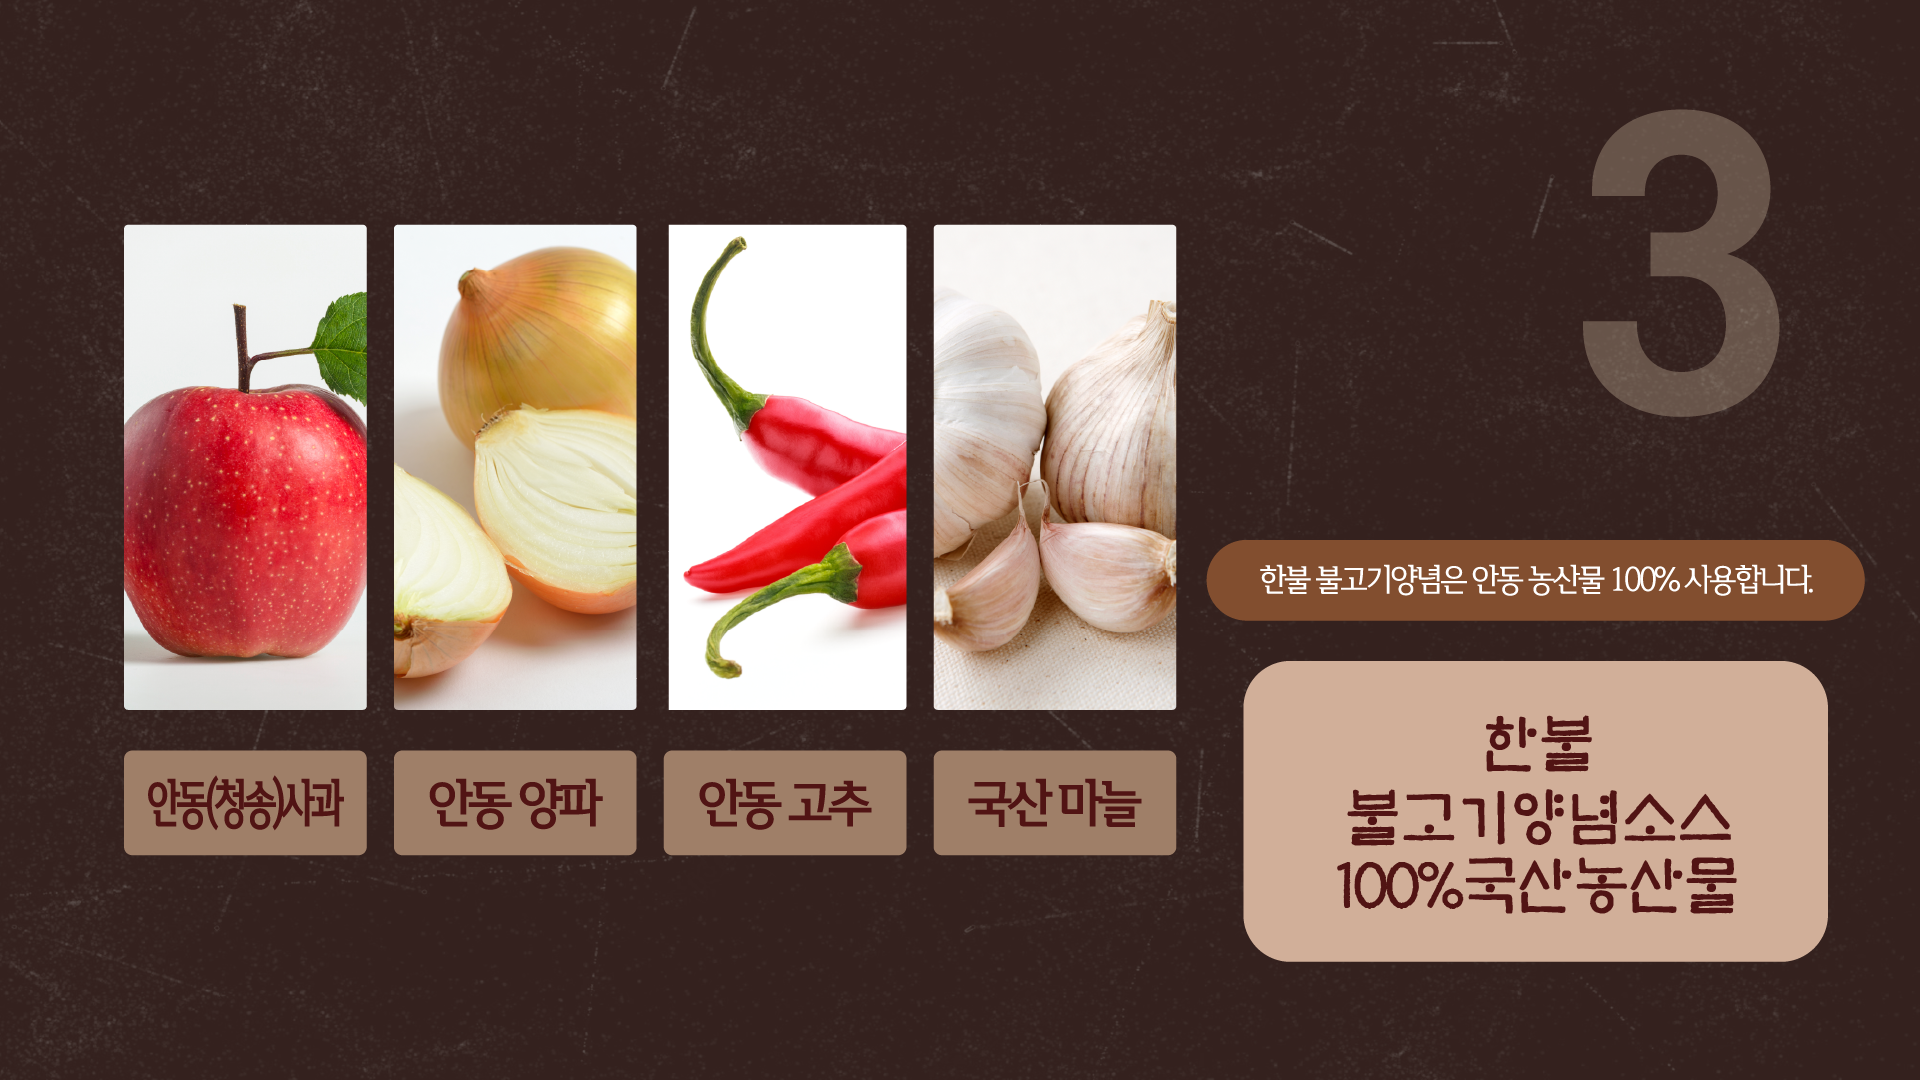 3
안동(청송)사과
안동 양파
안동 고추
국산 마늘
한불 불고기양념은 안동 농산물 100% 사용합니다.
한불
불고기양념소스
100%국산농산물